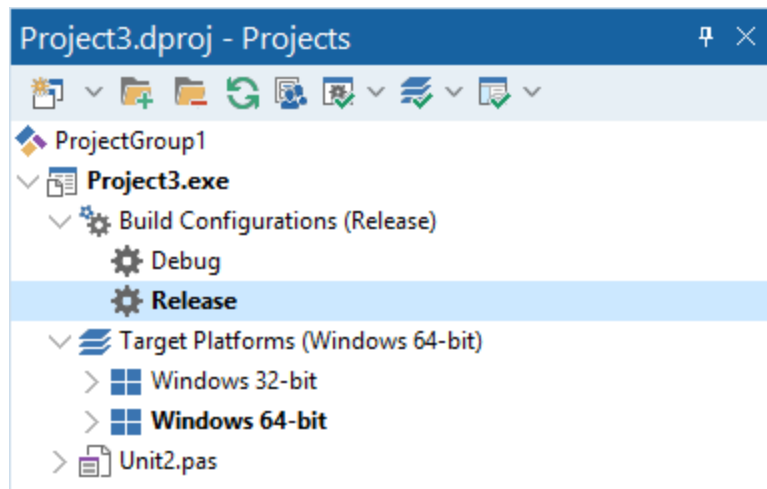 Project3.dproj - Projects
ProjectGroup1
Project3.exe
Build Configurations (Release)
Debug
Release
Target Platforms (Windows 64-bit)
Windows 32-bit
Windows 64-bit
Unit2.pas